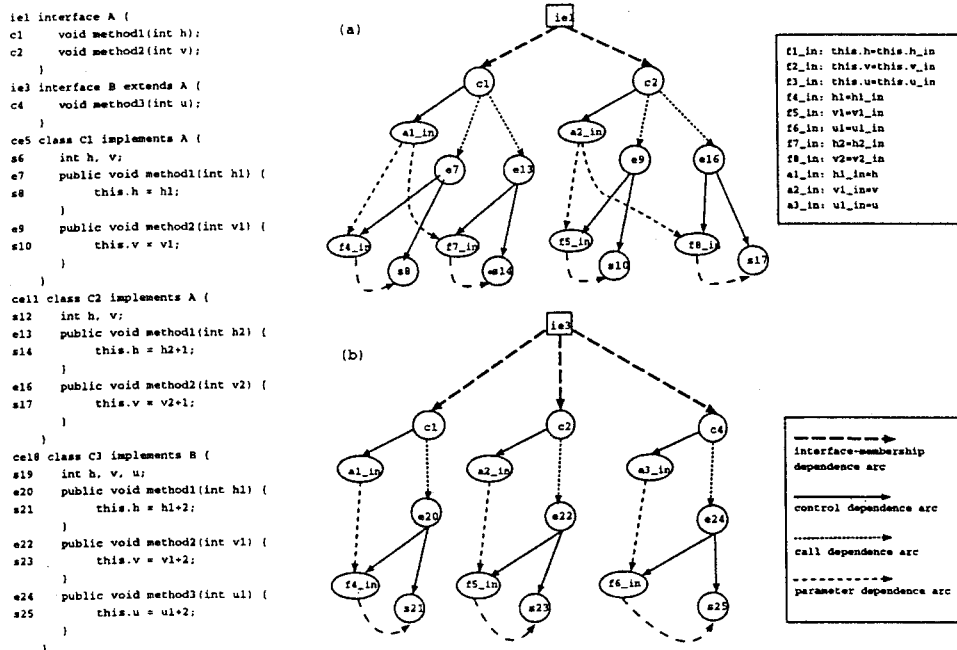 ie1 interface A {
c1 void method1(int h);
c2 void method2(int v);
}
ie3 interface B extends A {
c4 void method3(int u);
}
ce5 class C1 implements A {
s6 int h, v;
e7 public void method1(int h1) {
s8 this.h = h1;
}
e9 public void method2(int v1) {
s10 this.v = v1;
}
}
ce11 class C2 implements A {
s12 int h, v;
e13 public void method1(int h2) {
s14 this.h = h2+1;
}
e16 public void method2(int v2) {
s17 this.v = v2+1;
}
}
ce18 class C3 implements B {
s19 int h, v, u;
e20 public void method1(int h1) {
s21 this.h = h1+2;
}
e22 public void method2(int v1) {
s23 this.v = v1+2;
}
e24 public void method3(int u1) {
s25 this.u = u1+2;
}
}
(a)
ie1
c1 c2
a1_in a2_in
e7 e13 e9 e16
f4_in f7_in f5_in f8_in
s8 s14 s10 s17
f1_in: this.h=this.h_in
f2_in: this.v=this.v_in
f3_in: this.u=this.u_in
f4_in: h1=h1_in
f5_in: v1=v1_in
f6_in: u1=u1_in
f7_in: h2=h2_in
f8_in: v2=v2_in
a1_in: h1_in=h
a2_in: v1_in=v
a3_in: u1_in=u
(b)
ie3
c1 c2 c4
a1_in a2_in a3_in
e20 e22 e24
f4_in f5_in f6_in
s21 s23 s25
interface-membership
dependence arc
control dependence arc
call dependence arc
parameter dependence arc